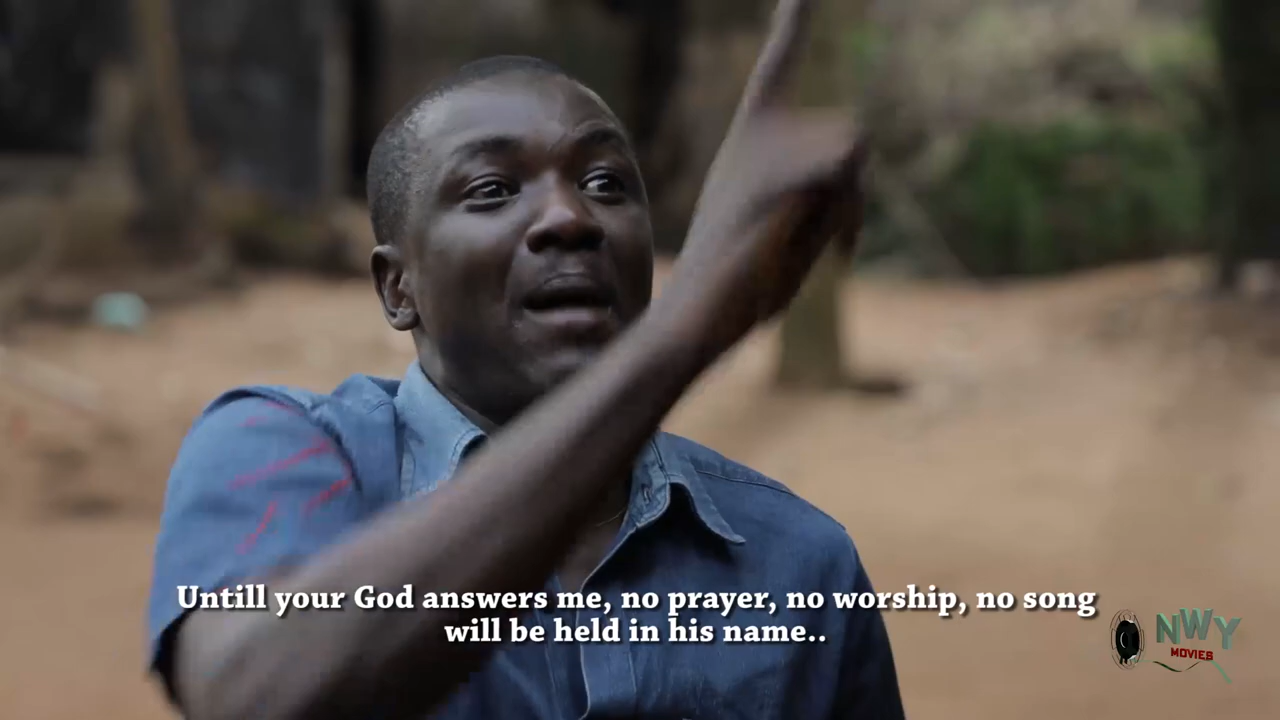 Untill your God answers me, no prayer, no worship, no song
will be held in his name..
NWY
MOVIES